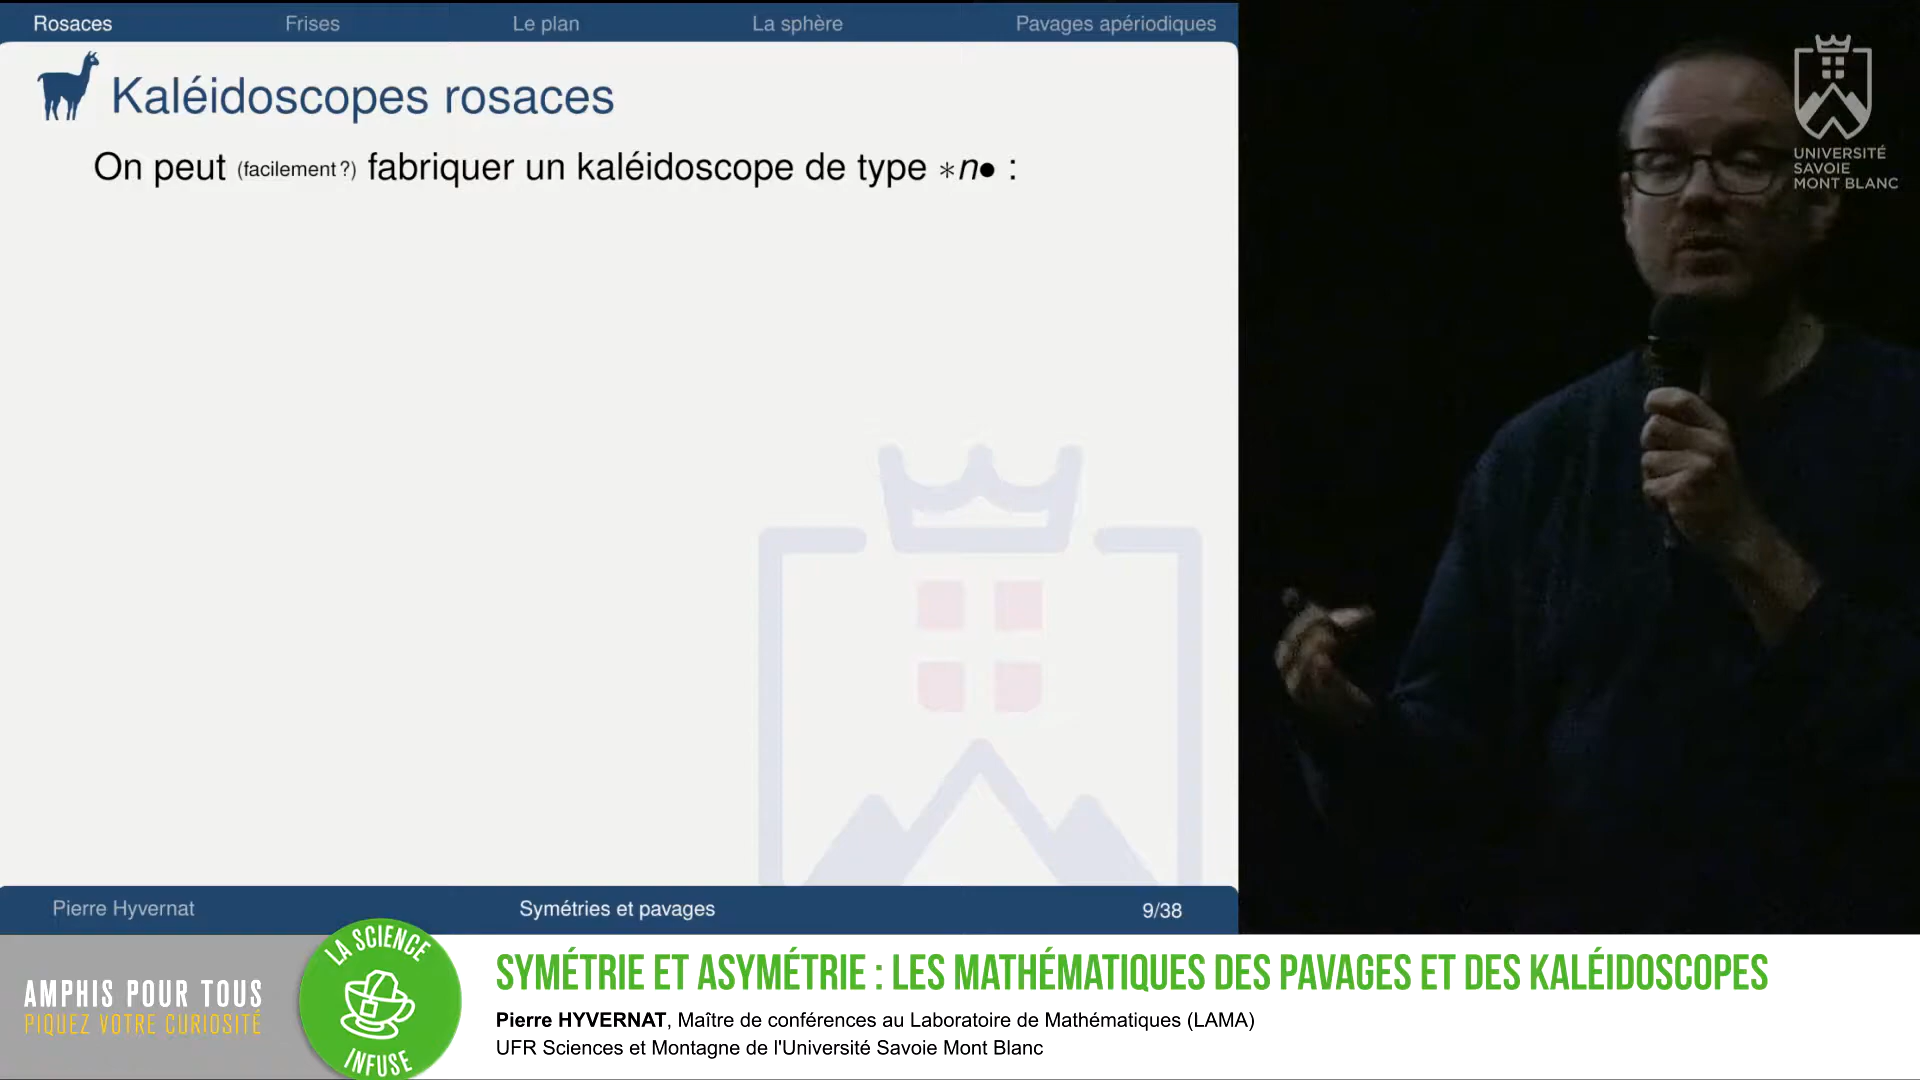 Rosaces Frises Le plan La sphère Pavages apériodiques
Kaléidoscopes rosaces
On peut (facilement ?) fabriquer un kaléidoscope de type ∗n● :
UNIVERSITÉ
SAVOIE
MONT BLANC
Pierre Hyvernat Symétries et pavages 9/38
AMPHIS POUR TOUS
PIQUEZ VOTRE CURIOSITÉ
LA SCIENCE
INFUSE
SYMÉTRIE ET ASYMÉTRIE : LES MATHÉMATIQUES DES PAVAGES ET DES KALÉIDOSCOPES
Pierre HYVERNAT, Maître de conférences au Laboratoire de Mathématiques (LAMA)
UFR Sciences et Montagne de l'Université Savoie Mont Blanc